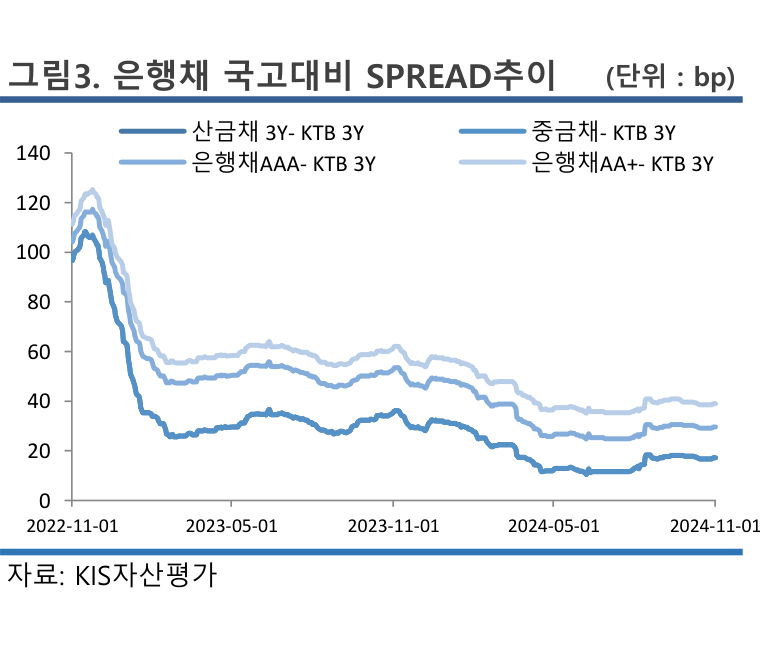 그림3. 은행채 국고대비 SPREAD추이 (단위 : bp)
산금채 3Y- KTB 3Y 중금채- KTB 3Y
은행채AAA- KTB 3Y 은행채AA+- KTB 3Y
140
120
100
80
60
40
20
0
2022-11-01 2023-05-01 2023-11-01 2024-05-01 2024-11-01
자료: KIS자산평가